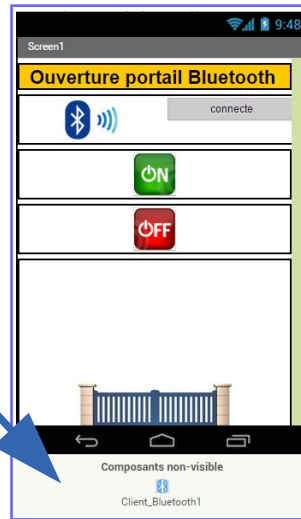 9:48
Screen1
Ouverture portail Bluetooth
connecte
ON
OFF
Composants non-visible
Client_Bluetooth1